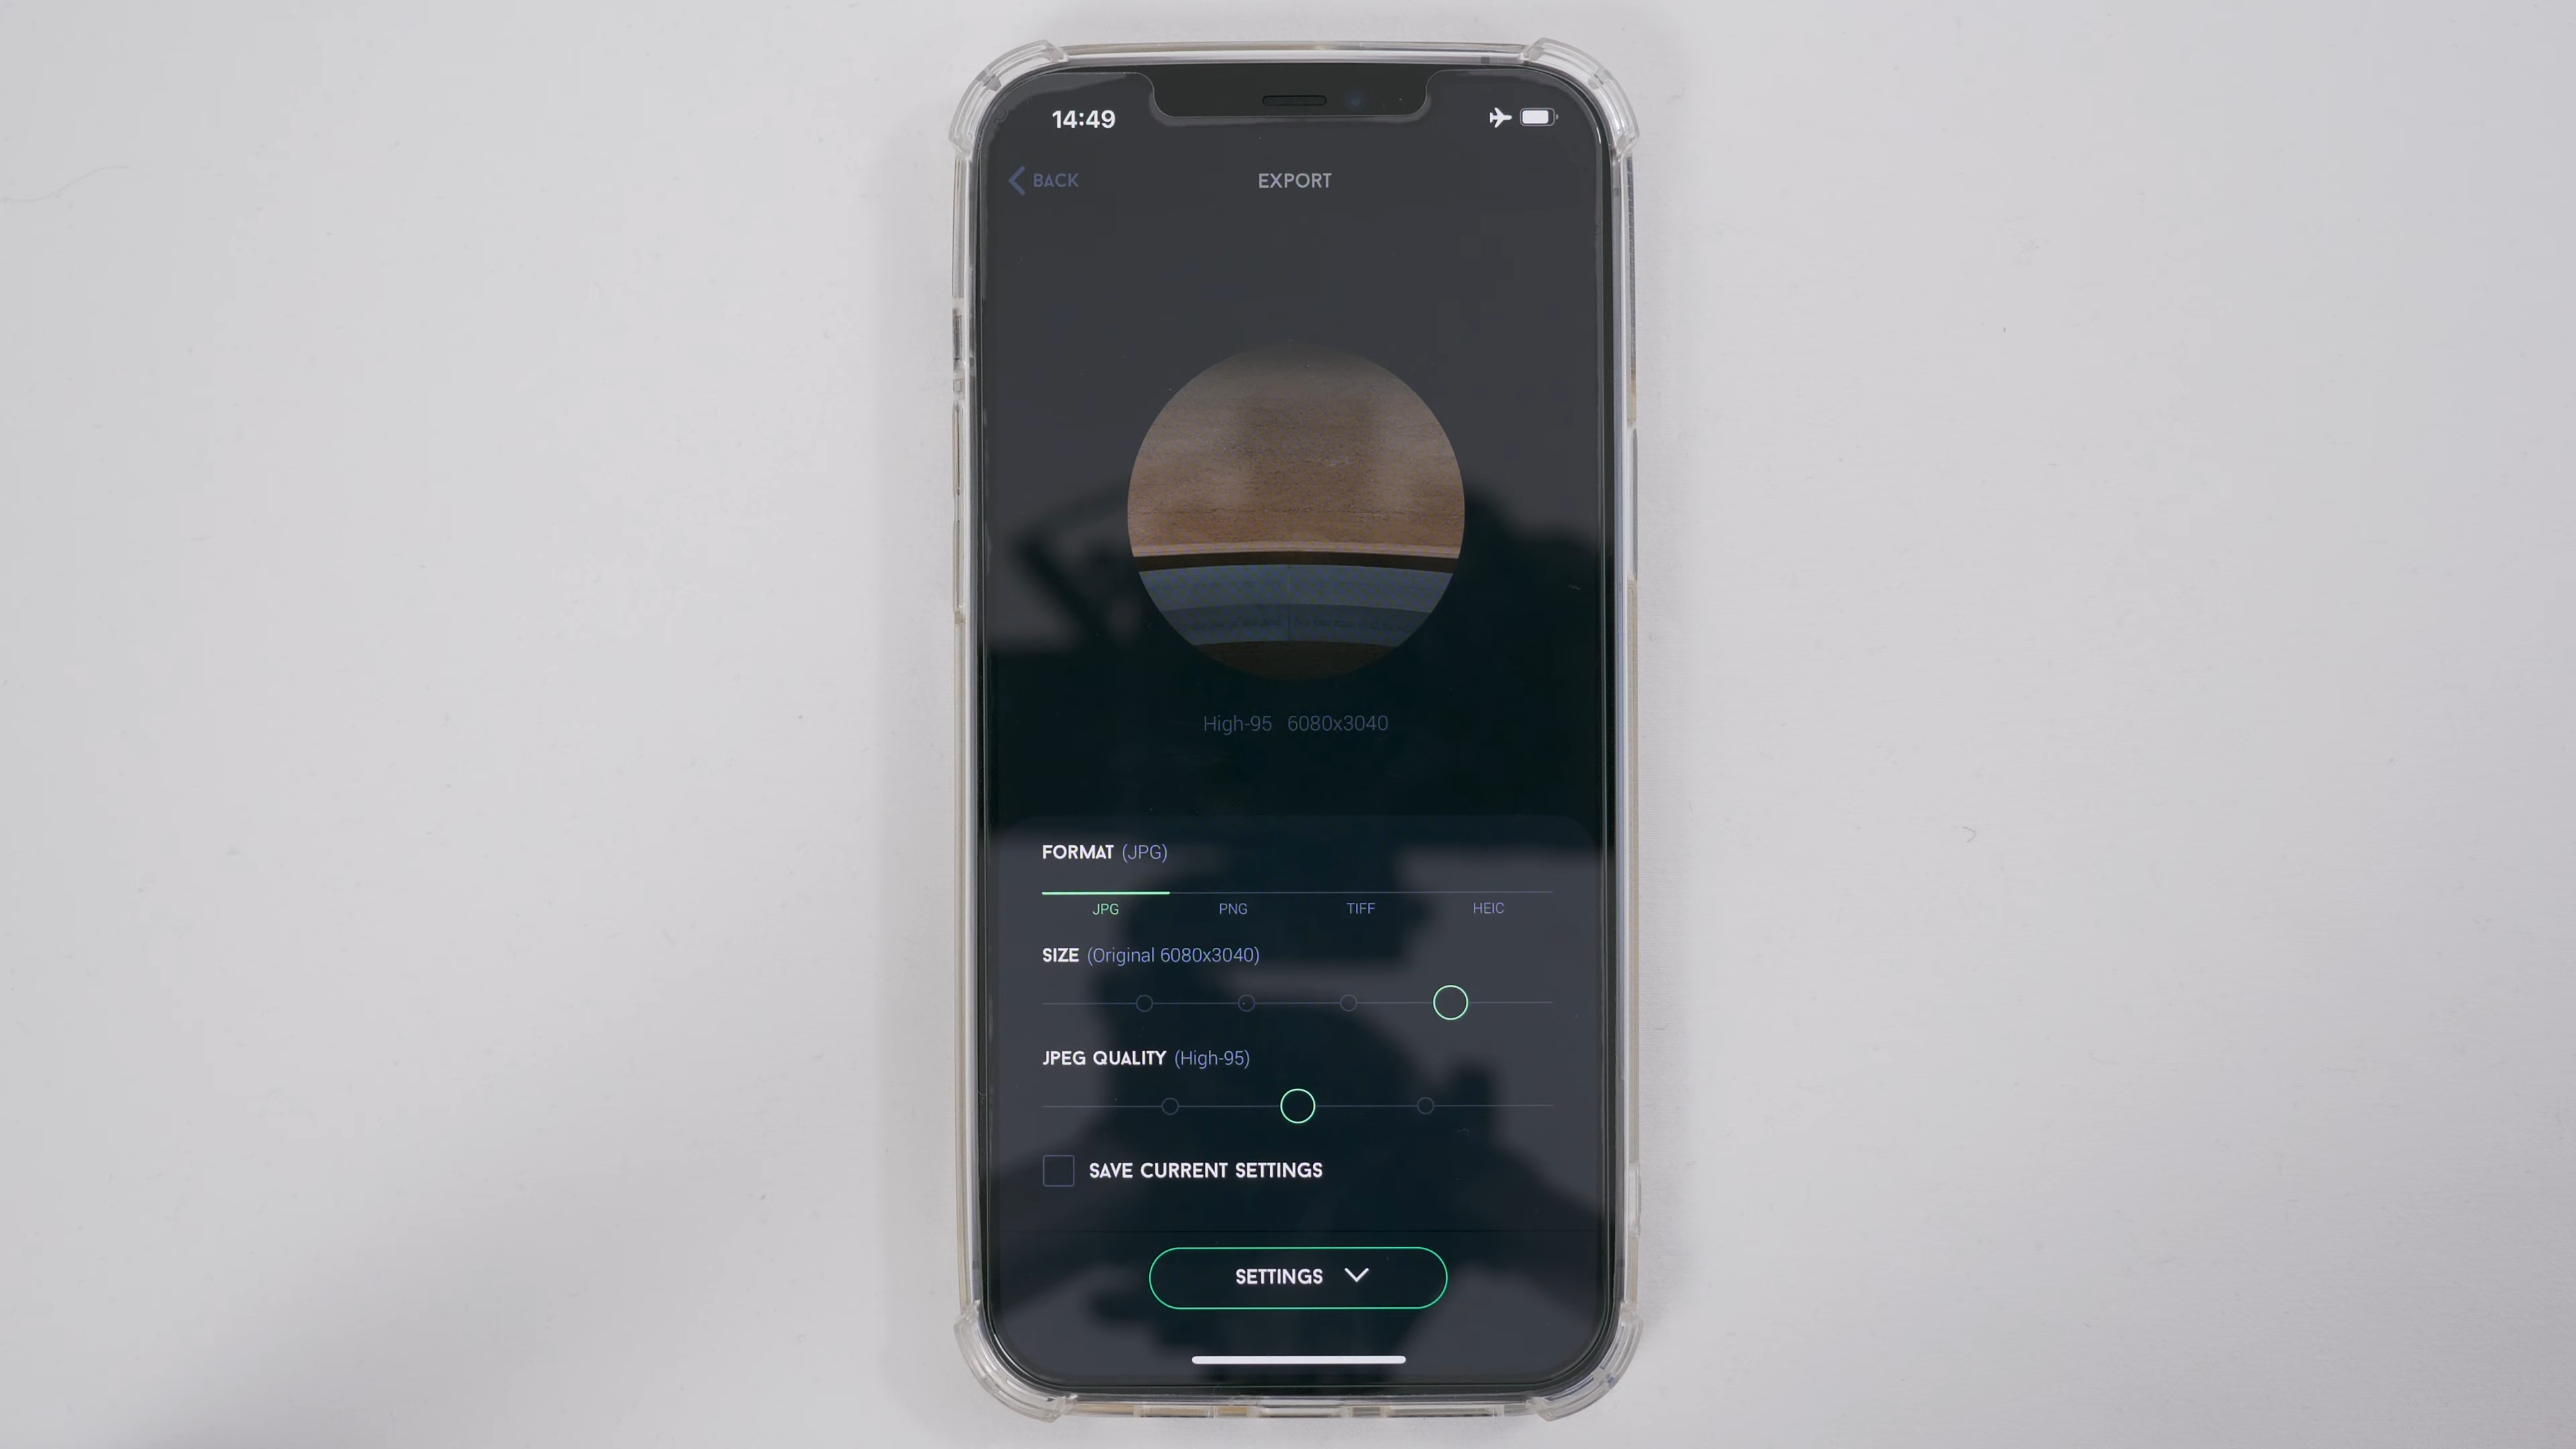 14:49
BACK
EXPORT
High-95 6080x3040
FORMAT (JPG)
JPG PNG TIFF HEIC
SIZE (Original 6080x3040)
JPEG QUALITY (High-95)
SAVE CURRENT SETTINGS
SETTINGS